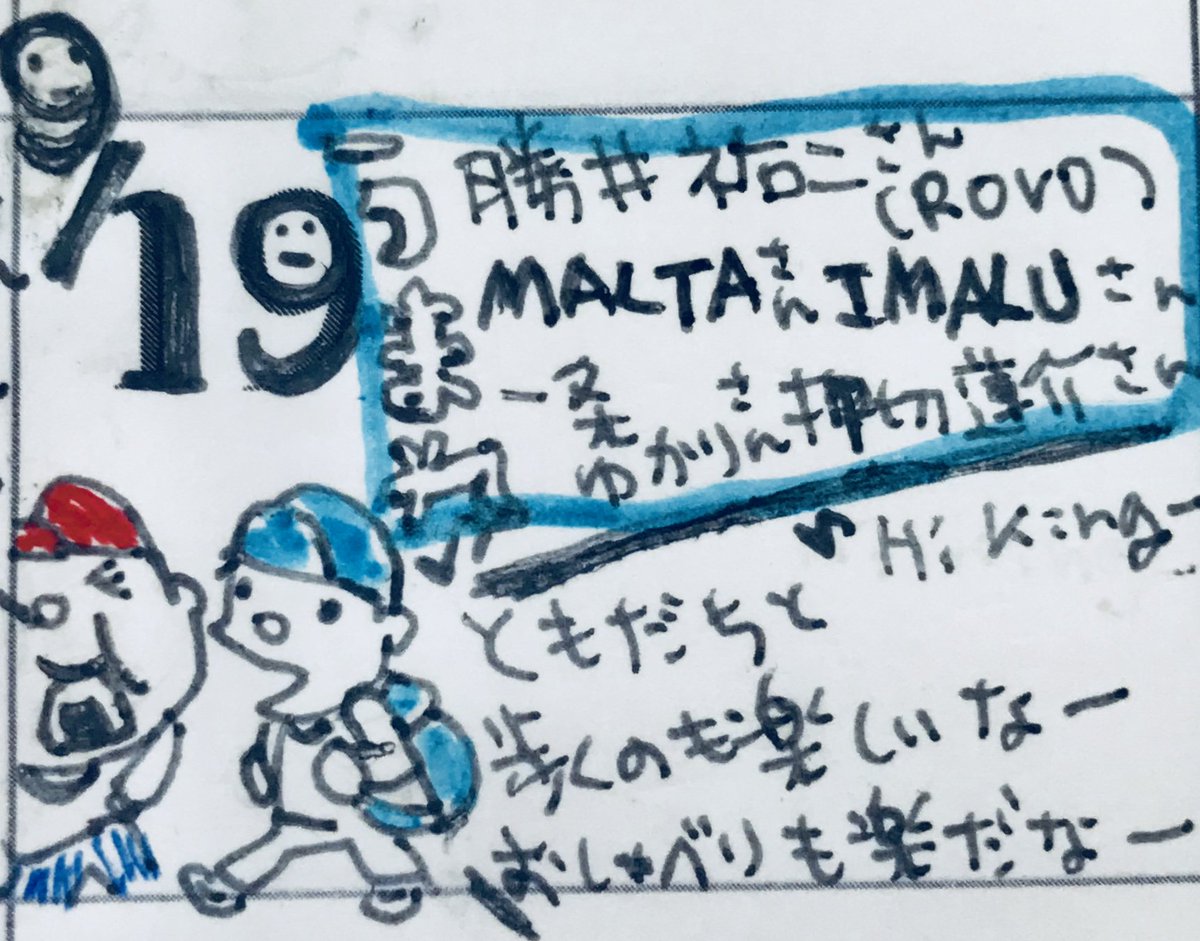 9/19
勝井祐二さん(ROVO)
MALTAさん IMALUさん
一条ゆかりさん 押切蓮介さん
Hi King-
ともだちと
歩くのも楽しいなー
おしゃべりも楽だなー